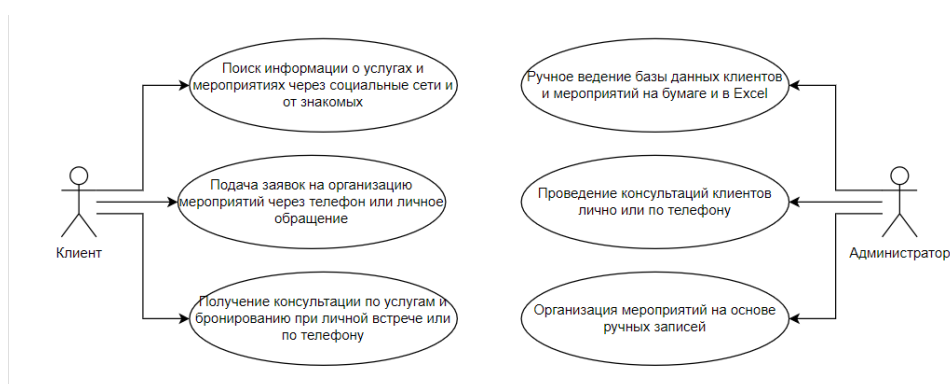 Поиск информации о услугах и
мероприятиях через социальные сети и
от знакомых
Ручное ведение базы данных клиентов
и мероприятий на бумаге и в Excel
Подача заявок на организацию
мероприятий через телефон или личное
обращение
Проведение консультаций клиентов
лично или по телефону
Клиент
Администратор
Получение консультации по услугам и
бронированию при личной встрече или
по телефону
Организация мероприятий на основе
ручных записей